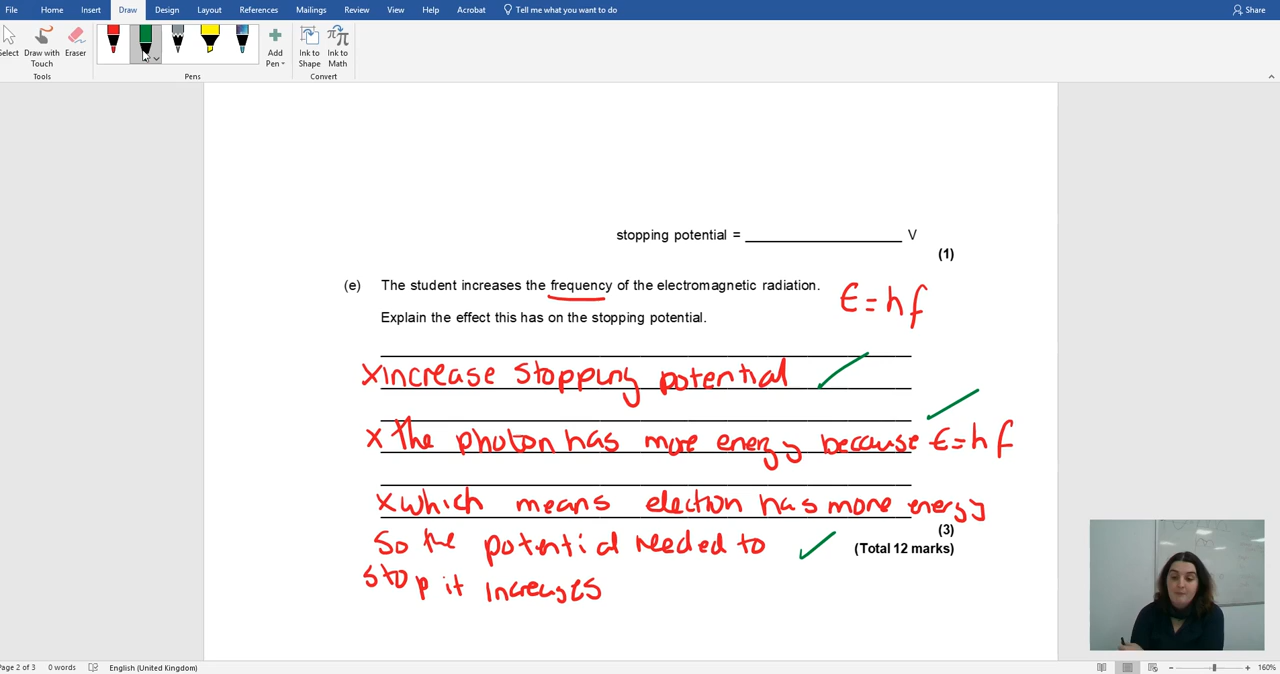 File Home Insert Draw Design Layout References Mailings Review View Help Acrobat Tell me what you want to do Share
Select Draw with Touch Eraser Add Pen Ink to Shape Ink to Math
Tools Pens Convert
stopping potential = ____________________ V
(1)
(e) The student increases the frequency of the electromagnetic radiation.
E = hf
Explain the effect this has on the stopping potential.
x increase stopping potential ✓
x the photon has more energy because E = hf ✓
x which means electron has more energy
(3)
So the potential needed to ✓
(Total 12 marks)
stop it increases
Page 2 of 3 0 words English (United Kingdom) 160%